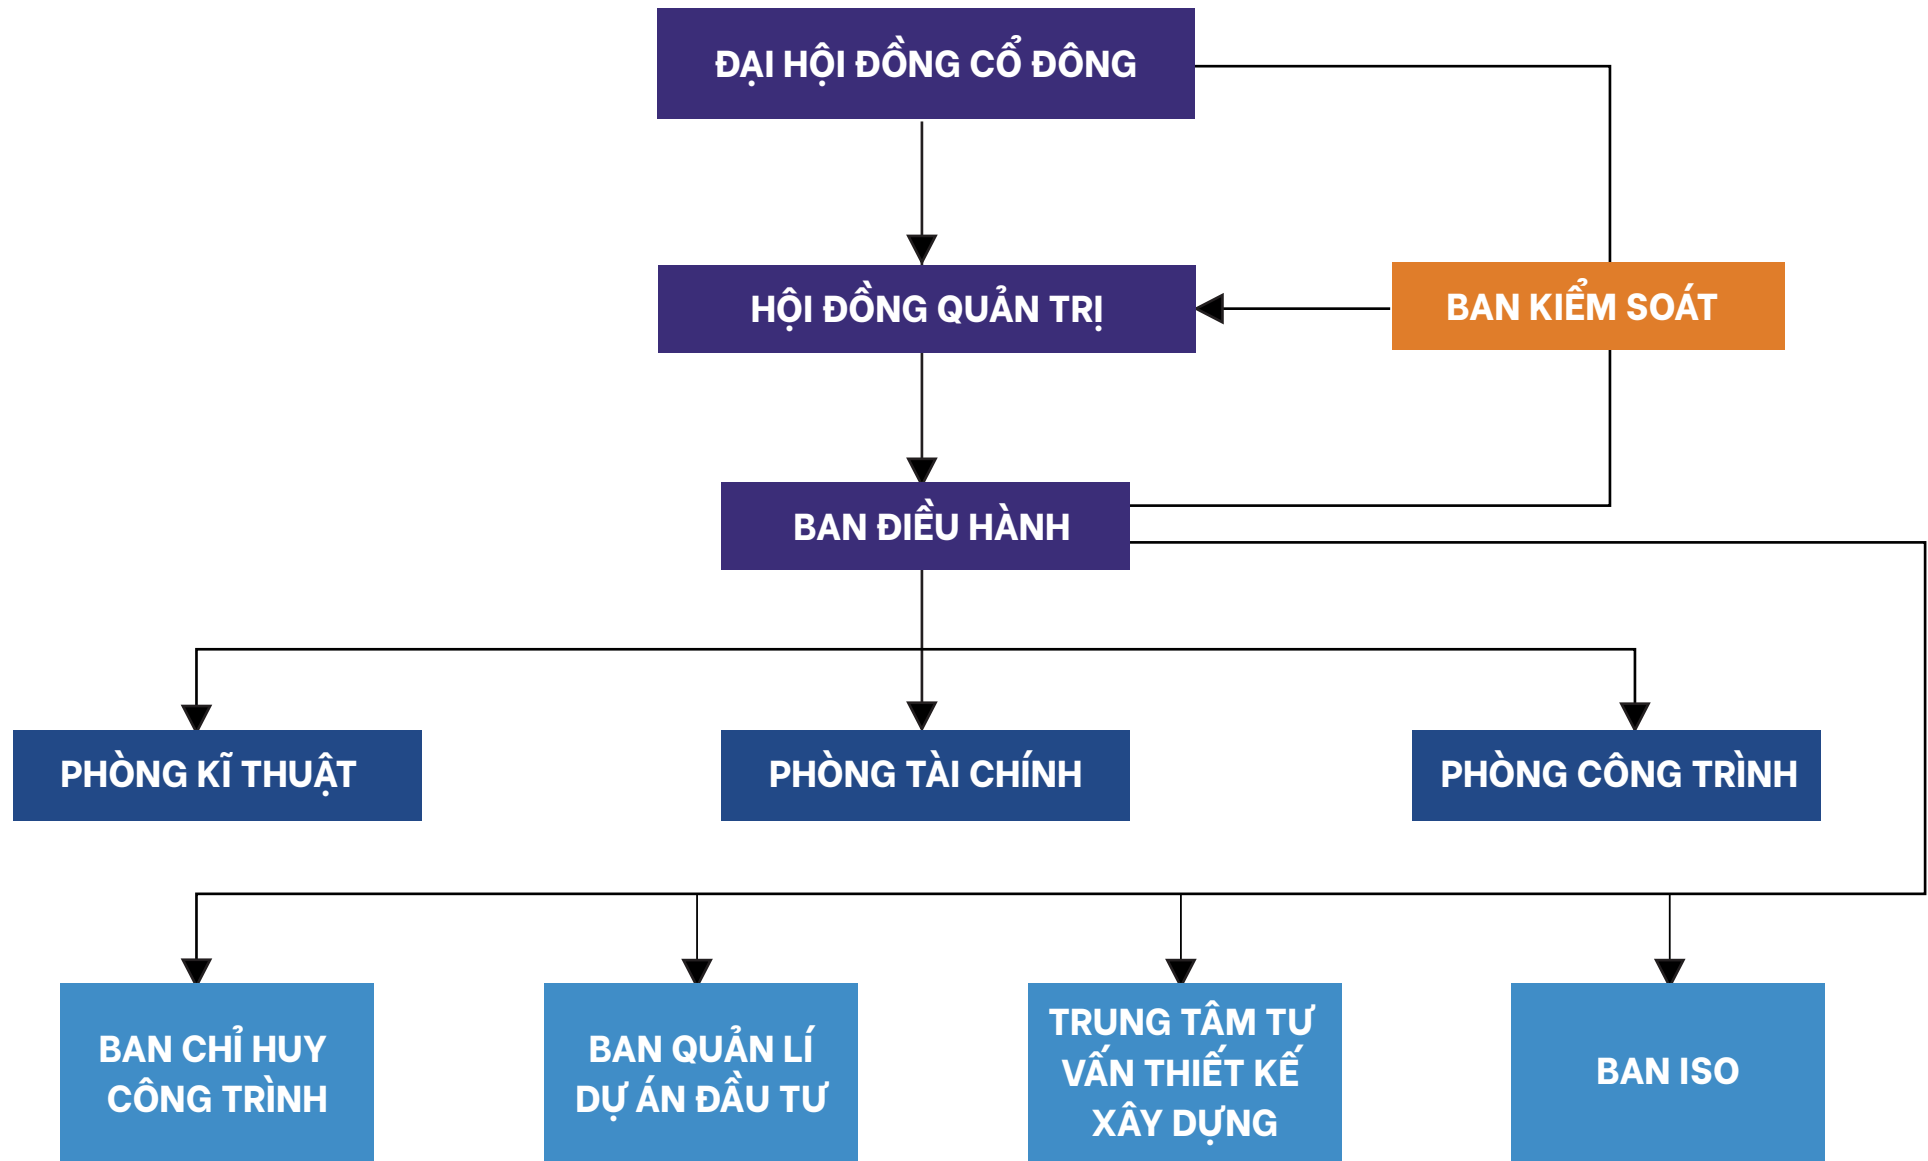 ĐẠI HỘI ĐỒNG CỔ ĐÔNG
HỘI ĐỒNG QUẢN TRỊ
BAN KIỂM SOÁT
BAN ĐIỀU HÀNH
PHÒNG KĨ THUẬT
PHÒNG TÀI CHÍNH
PHÒNG CÔNG TRÌNH
BAN CHỈ HUY
CÔNG TRÌNH
BAN QUẢN LÍ
DỰ ÁN ĐẦU TƯ
TRUNG TÂM TƯ
VẤN THIẾT KẾ
XÂY DỰNG
BAN ISO